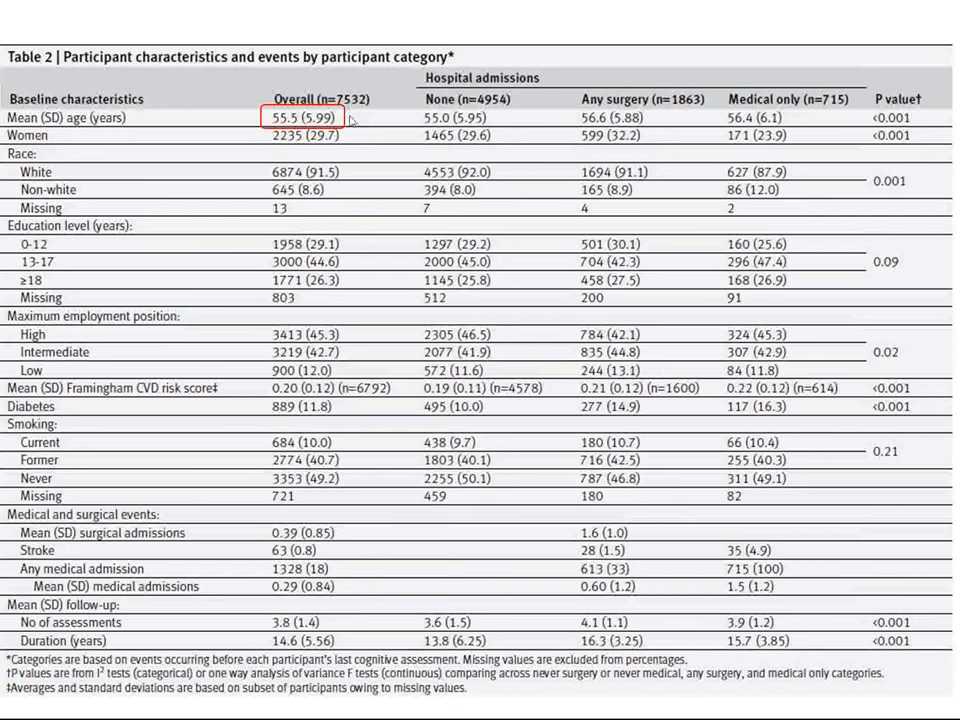 Table 2 | Participant characteristics and events by participant category*
Hospital admissions
Baseline characteristics Overall (n=7532) None (n=4954) Any surgery (n=1863) Medical only (n=715) P value†
Mean (SD) age (years) 55.5 (5.99) 55.0 (5.95) 56.6 (5.88) 56.4 (6.1) <0.001
Women 2235 (29.7) 1465 (29.6) 599 (32.2) 171 (23.9) <0.001
Race:
White 6874 (91.5) 4553 (92.0) 1694 (91.1) 627 (87.9) 0.001
Non-white 645 (8.6) 394 (8.0) 165 (8.9) 86 (12.0)
Missing 13 7 4 2
Education level (years):
0-12 1958 (29.1) 1297 (29.2) 501 (30.1) 160 (25.6)
13-17 3000 (44.6) 2000 (45.0) 704 (42.3) 296 (47.4) 0.09
≥18 1771 (26.3) 1145 (25.8) 458 (27.5) 168 (26.9)
Missing 803 512 200 91
Maximum employment position:
High 3413 (45.3) 2305 (46.5) 784 (42.1) 324 (45.3)
Intermediate 3219 (42.7) 2077 (41.9) 835 (44.8) 307 (42.9) 0.02
Low 900 (12.0) 572 (11.6) 244 (13.1) 84 (11.8)
Mean (SD) Framingham CVD risk score‡ 0.20 (0.12) (n=6792) 0.19 (0.11) (n=4578) 0.21 (0.12) (n=1600) 0.22 (0.12) (n=614) <0.001
Diabetes 889 (11.8) 495 (10.0) 277 (14.9) 117 (16.3) <0.001
Smoking:
Current 684 (10.0) 438 (9.7) 180 (10.7) 66 (10.4) 0.21
Former 2774 (40.7) 1803 (40.1) 716 (42.5) 255 (40.3)
Never 3353 (49.2) 2255 (50.1) 787 (46.8) 311 (49.1)
Missing 721 459 180 82
Medical and surgical events:
Mean (SD) surgical admissions 0.39 (0.85) 1.6 (1.0)
Stroke 63 (0.8) 28 (1.5) 35 (4.9)
Any medical admission 1328 (18) 613 (33) 715 (100)
Mean (SD) medical admissions 0.29 (0.84) 0.60 (1.2) 1.5 (1.2)
Mean (SD) follow-up:
No of assessments 3.8 (1.4) 3.6 (1.5) 4.1 (1.1) 3.9 (1.2) <0.001
Duration (years) 14.6 (5.56) 13.8 (6.25) 16.3 (3.25) 15.7 (3.85) <0.001
*Categories are based on events occurring before each participant's last cognitive assessment. Missing values are excluded from percentages.
†P values are from I² tests (categorical) or one way analysis of variance F tests (continuous) comparing across never surgery or never medical, any surgery, and medical only categories.
‡Averages and standard deviations are based on subset of participants owing to missing values.